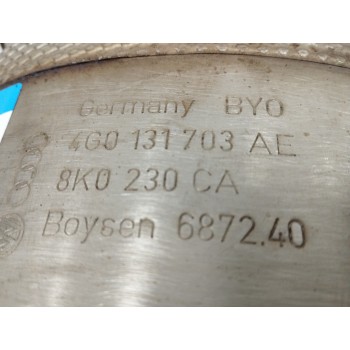 Germany BYO
4G0 131 703 AE
8K0 230 CA
Boysen 6872.40